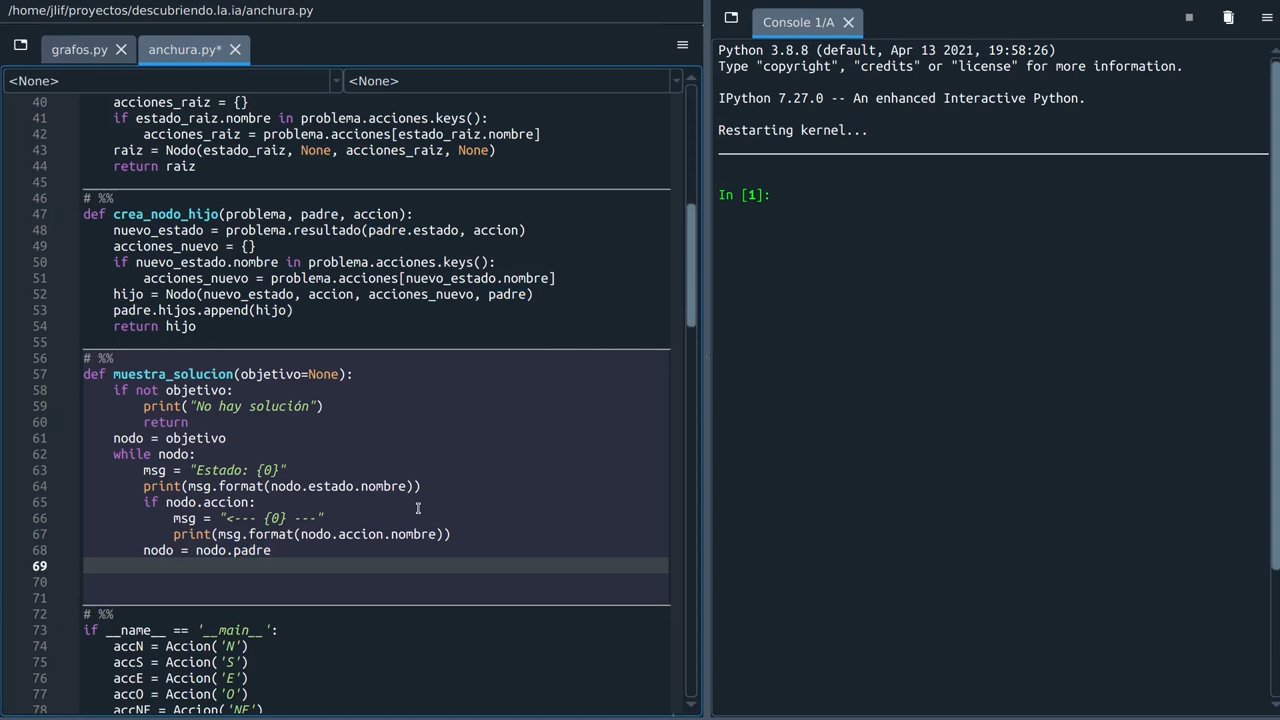 /home/jlif/proyectos/descubriendo.la.ia/anchura.py
grafos.py
anchura.py*
<None>
<None>
40 acciones_raiz = {}
41 if estado_raiz.nombre in problema.acciones.keys():
42 acciones_raiz = problema.acciones[estado_raiz.nombre]
43 raiz = Nodo(estado_raiz, None, acciones_raiz, None)
44 return raiz
45
46 # %%
47 def crea_nodo_hijo(problema, padre, accion):
48 nuevo_estado = problema.resultado(padre.estado, accion)
49 acciones_nuevo = {}
50 if nuevo_estado.nombre in problema.acciones.keys():
51 acciones_nuevo = problema.acciones[nuevo_estado.nombre]
52 hijo = Nodo(nuevo_estado, accion, acciones_nuevo, padre)
53 padre.hijos.append(hijo)
54 return hijo
55
56 # %%
57 def muestra_solucion(objetivo=None):
58 if not objetivo:
59 print("No hay solución")
60 return
61 nodo = objetivo
62 while nodo:
63 msg = "Estado: {0}"
64 print(msg.format(nodo.estado.nombre))
65 if nodo.accion:
66 msg = "<--- {0} ---"
67 print(msg.format(nodo.accion.nombre))
68 nodo = nodo.padre
69
70
71
72 # %%
73 if __name__ == '__main__':
74 accN = Accion('N')
75 accS = Accion('S')
76 accE = Accion('E')
77 accO = Accion('O')
78 accNE = Accion('NE')
Console 1/A
Python 3.8.8 (default, Apr 13 2021, 19:58:26)
Type "copyright", "credits" or "license" for more information.
IPython 7.27.0 -- An enhanced Interactive Python.
Restarting kernel...
In [1]: